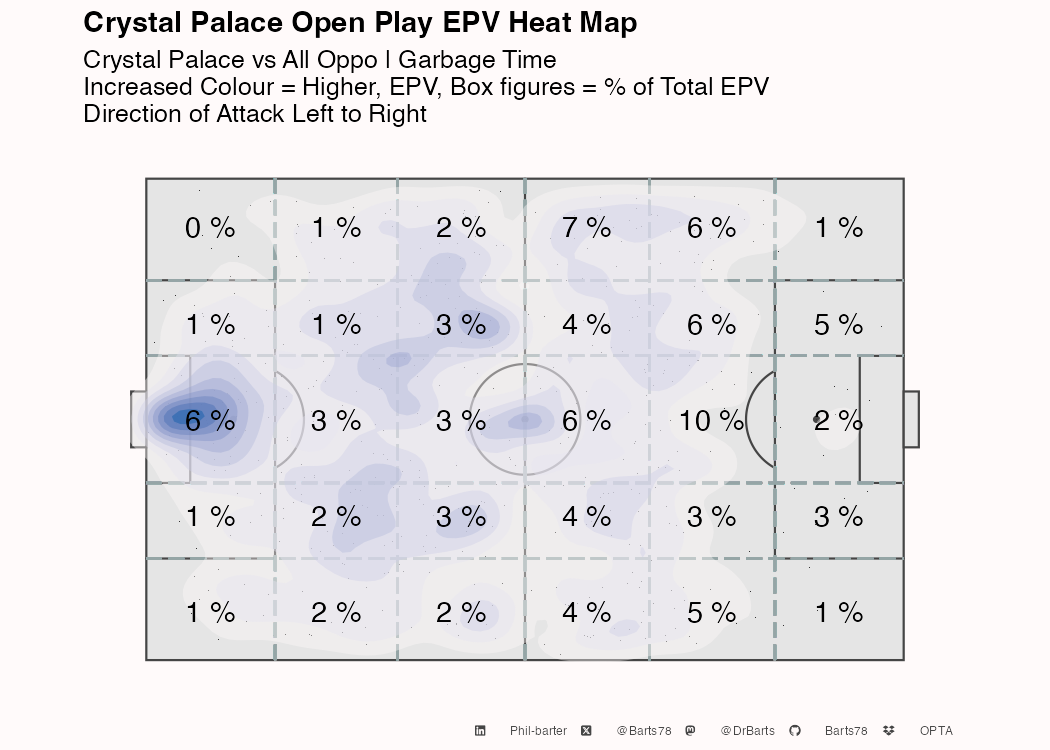 Crystal Palace Open Play EPV Heat Map
Crystal Palace vs All Oppo | Garbage Time
Increased Colour = Higher, EPV, Box figures = % of Total EPV
Direction of Attack Left to Right
0 % 1 % 2 % 7 % 6 % 1 %
1 % 1 % 3 % 4 % 6 % 5 %
6 % 3 % 3 % 6 % 10 % 2 %
1 % 2 % 3 % 4 % 3 % 3 %
1 % 2 % 2 % 4 % 5 % 1 %
Phil-barter @Barts78 @DrBarts Barts78 OPTA